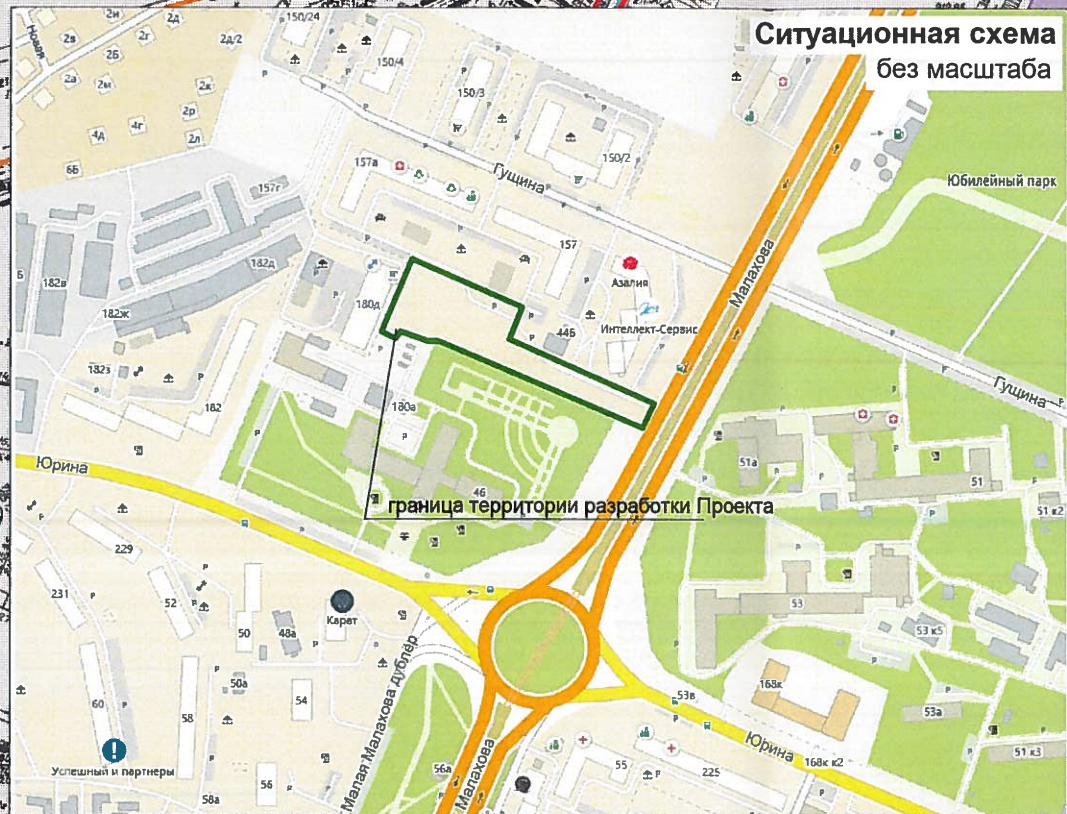 Ситуационная схема
без масштаба
Новая
2и
2д
2в
2г
2д/2
2б
2а
2м
2к
2р
4д
4г
2л
6Б
150/24
150/4
150/3
150/2
Гущина
157а
157г
157
Юбилейный парк
Малахова
Азалия
Интеллект-Сервис
44Б
182в
182ж
182д
180д
182з
182
180а
Гущина
51а
51
51 к2
Юрина
46
граница территории разработки Проекта
229
231
52
50
48а
Карат
50а
54
60
58
Успешный и партнеры
56
58а
Малая Малахова дублёр
56а
Малахова
53
53 к5
53в
168к
53а
Юрина
168к к2
51 к3
55
225